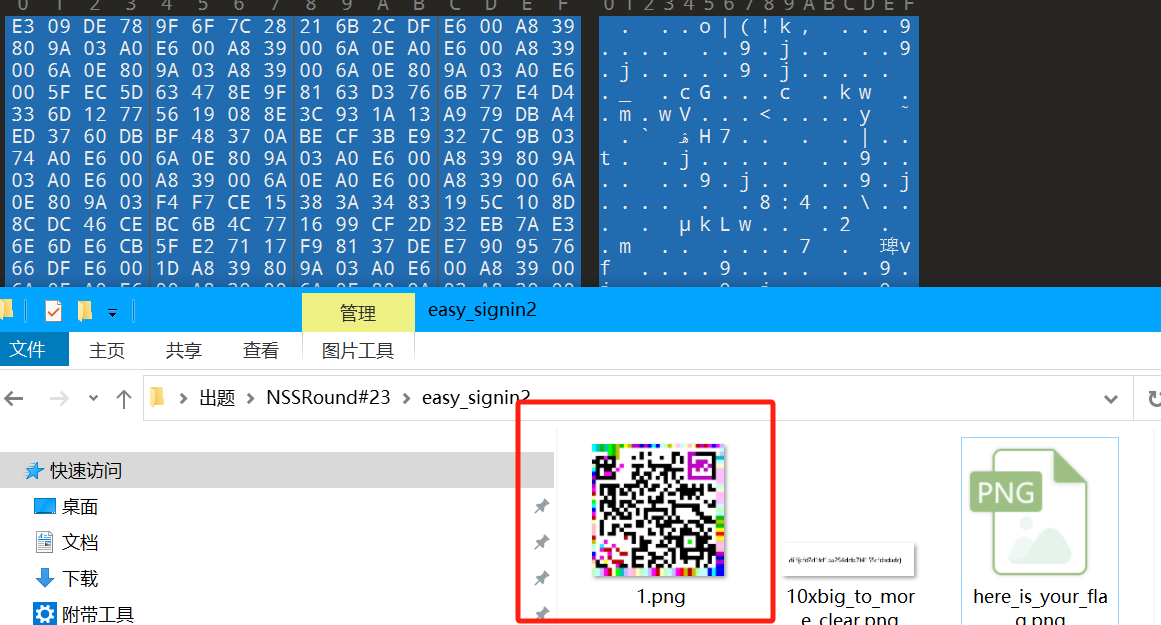 0 1 2 3 4 5 6 7 8 9 A B C D E F 0 1 2 3 4 5 6 7 8 9 A B C D E F
E3 09 DE 78 9F 6F 7C 28 21 6B 2C DF E6 00 A8 39 . ..o|(!k, ...9
80 9A 03 A0 E6 00 A8 39 00 6A 0E A0 E6 00 A8 39 .....9.j.....9
00 6A 0E 80 9A 03 A8 39 00 6A 0E 80 9A 03 A0 E6 .j.....9.j.....
00 5F EC 5D 63 47 8E 9F 81 63 D3 76 6B 77 E4 D4 ._ .cG...c .kw .
33 6D 12 77 56 19 08 8E 3C 93 1A 13 A9 79 DB A4 .m.wV...<....y ~
ED 37 60 DB BF 48 37 0A BE CF 3B E9 32 7C 9B 03
74 A0 E6 00 6A 0E 80 9A 03 A0 E6 00 A8 39 80 9A t. .j..... ..9..
03 A0 E6 00 A8 39 00 6A 0E A0 E6 00 A8 39 00 6A .. ..9.j.. ..9.j
0E 80 9A 03 F4 F7 CE 15 38 3A 34 83 19 5C 10 8D .... . ..8:4..\..
8C DC 46 CE BC 6B 4C 77 16 99 CF 2D 32 EB 7A E3 . . µkLw.. .2 .
6E 6D E6 CB 5F E2 71 17 F9 81 37 DE E7 90 95 76
66 DF E6 00 1D A8 39 80 9A 03 A0 E6 00 A8 39 00 f ....9..... ..9.
管理
easy_signin2
文件 主页 共享 查看 图片工具
出题 NSSRound#23 easy_signin2
快速访问
桌面
文档
下载
附带工具
1.png
10xbig_to_mor
e_clear.png
PNG
here_is_your_fla
g.png